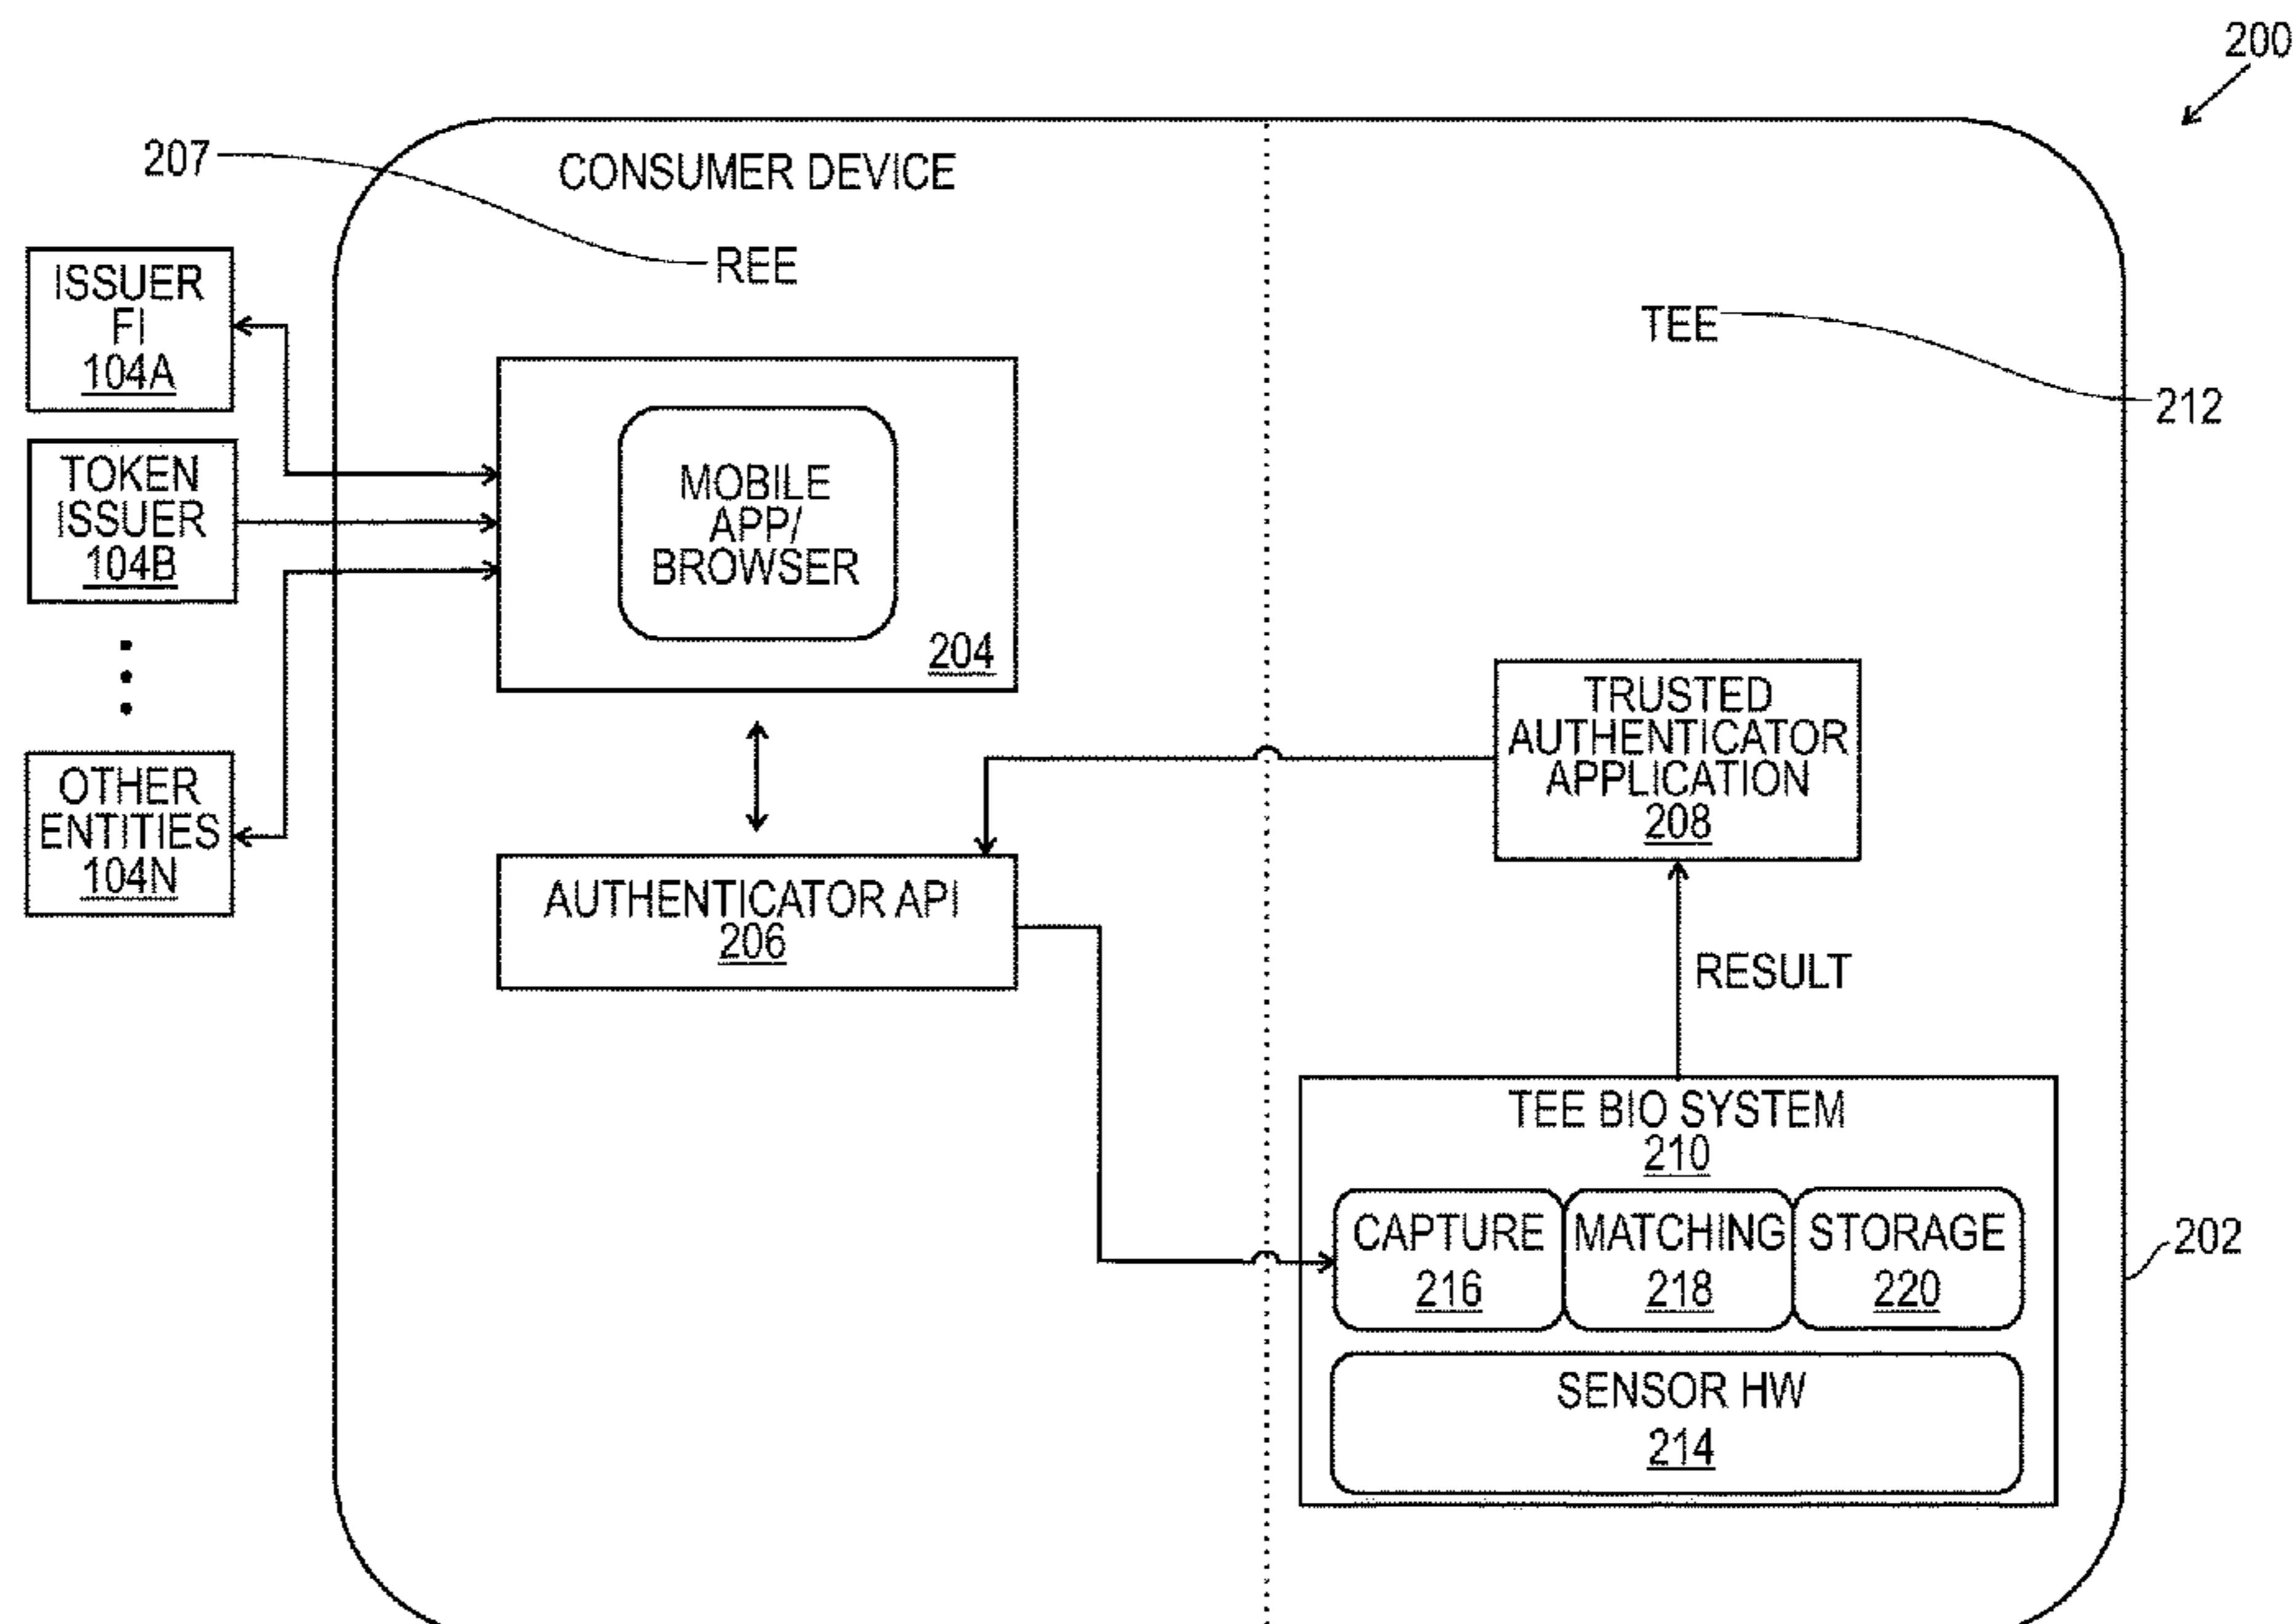 200
207
CONSUMER DEVICE
REE
TEE
212
ISSUER
FI
104A
TOKEN
ISSUER
104B
OTHER
ENTITIES
104N
MOBILE
APP/
BROWSER
204
AUTHENTICATOR API
206
TRUSTED
AUTHENTICATOR
APPLICATION
208
RESULT
TEE BIO SYSTEM
210
CAPTURE
216
MATCHING
218
STORAGE
220
SENSOR HW
214
202